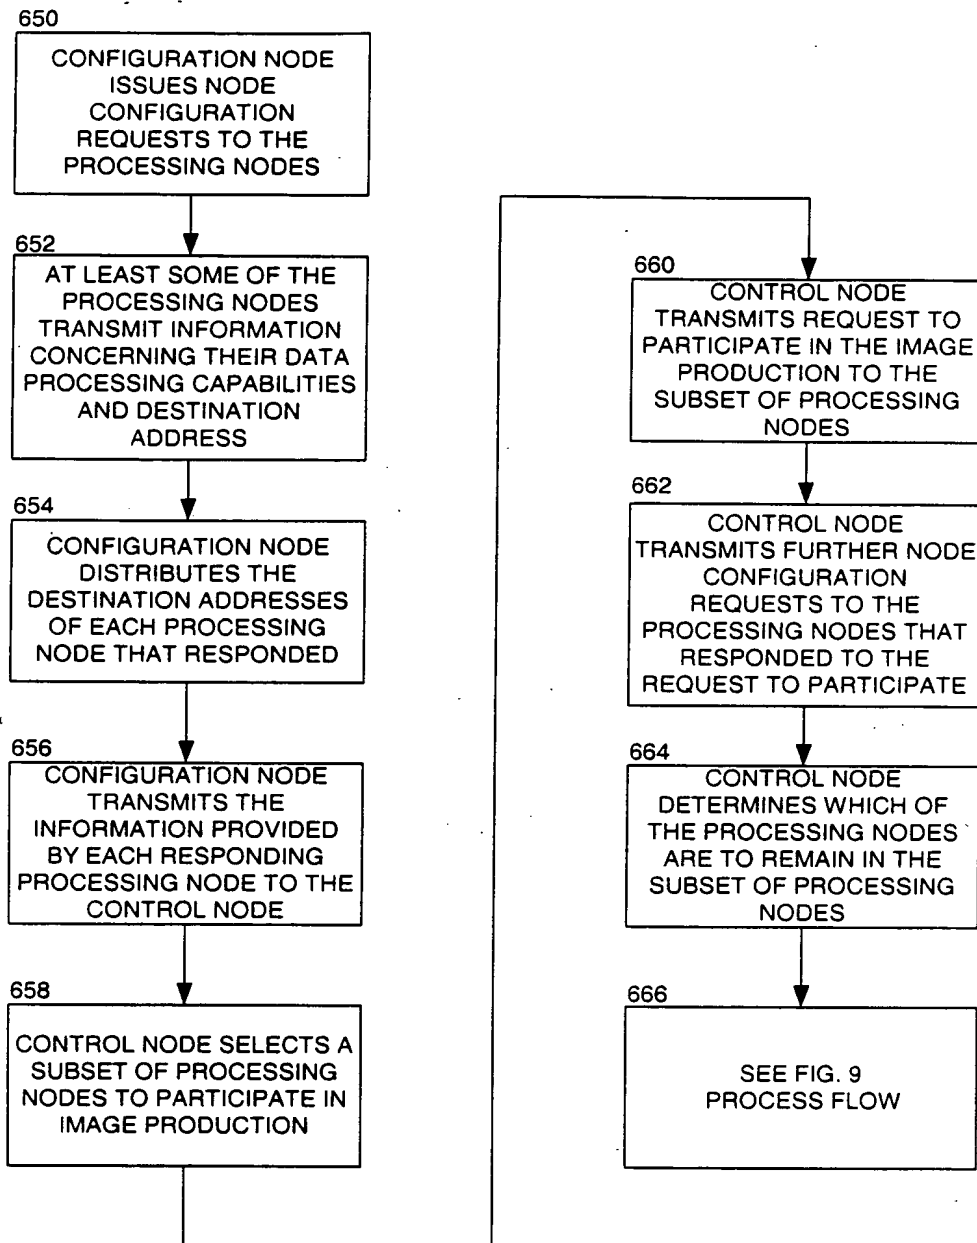 650
CONFIGURATION NODE
ISSUES NODE
CONFIGURATION
REQUESTS TO THE
PROCESSING NODES
652
AT LEAST SOME OF THE
PROCESSING NODES
TRANSMIT INFORMATION
CONCERNING THEIR DATA
PROCESSING CAPABILITIES
AND DESTINATION
ADDRESS
654
CONFIGURATION NODE
DISTRIBUTES THE
DESTINATION ADDRESSES
OF EACH PROCESSING
NODE THAT RESPONDED
656
CONFIGURATION NODE
TRANSMITS THE
INFORMATION PROVIDED
BY EACH RESPONDING
PROCESSING NODE TO THE
CONTROL NODE
658
CONTROL NODE SELECTS A
SUBSET OF PROCESSING
NODES TO PARTICIPATE IN
IMAGE PRODUCTION
660
CONTROL NODE
TRANSMITS REQUEST TO
PARTICIPATE IN THE IMAGE
PRODUCTION TO THE
SUBSET OF PROCESSING
NODES
662
CONTROL NODE
TRANSMITS FURTHER NODE
CONFIGURATION
REQUESTS TO THE
PROCESSING NODES THAT
RESPONDED TO THE
REQUEST TO PARTICIPATE
664
CONTROL NODE
DETERMINES WHICH OF
THE PROCESSING NODES
ARE TO REMAIN IN THE
SUBSET OF PROCESSING
NODES
666
SEE FIG. 9
PROCESS FLOW